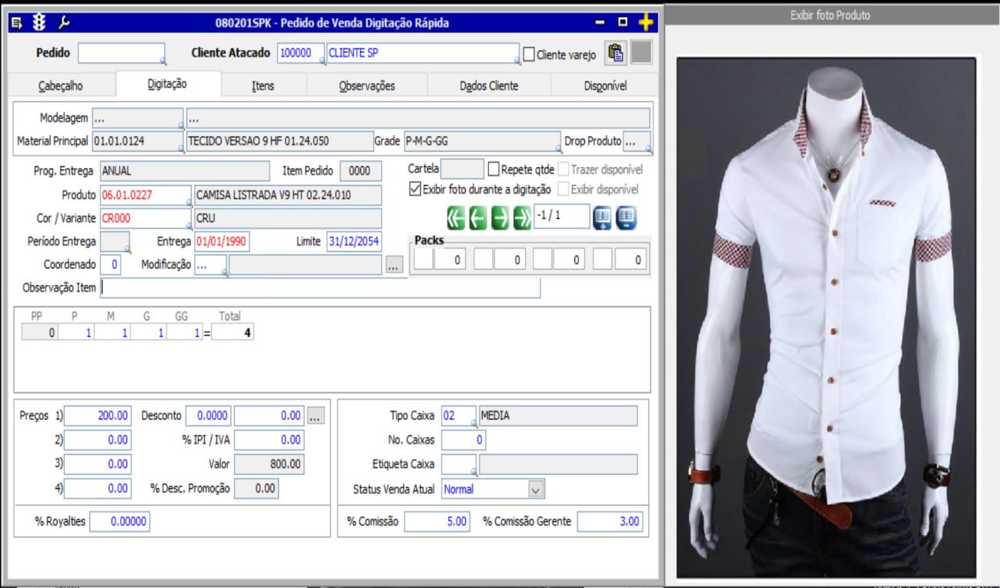 080201SPK - Pedido de Venda Digitação Rápida
Exibir foto Produto
Pedido Cliente Atacado 100000 CLIENTE SP Cliente varejo
Cabeçalho Digitação Itens Observações Dados Cliente Disponível
Modelagem ... ...
Material Principal 01.01.0124 TECIDO VERSAO 9 HF 01.24.050 Grade P-M-G-GG Drop Produto ...
Prog. Entrega ANUAL Item Pedido 0000 Cartela Repete qtde Trazer disponível
Produto 06.01.0227 CAMISA LISTRADA V9 HT 02.24.010 Exibir foto durante a digitação Exibir disponível
Cor / Variante CR000 CRU -1 / 1
Período Entrega Entrega 01/01/1990 Limite 31/12/2054 Packs
Coordenado 0 Modificação ... ... 0 0 0 0
Observação Item
PP P M G GG Total
0 1 1 1 1 = 4
Preços 1) 200.00 Desconto 0.0000 0.00 ... Tipo Caixa 02 MEDIA
2) 0.00 % IPI / IVA 0.00 No. Caixas 0
3) 0.00 Valor 800.00 Etiqueta Caixa
4) 0.00 % Desc. Promoção 0.00 Status Venda Atual Normal
% Royalties 0.00000 % Comissão 5.00 % Comissão Gerente 3.00